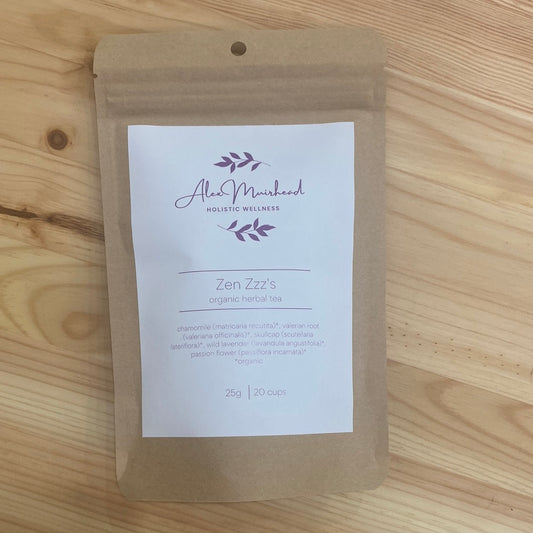 Alex Muirhead
HOLISTIC WELLNESS
Zen Zzz's
organic herbal tea
chamomile (matricaria recutita)*, valerian root
(valeriana officinalis)*, skullcap (scutellaria
lateriflora)*, wild lavender (lavandula angustifolia)*,
passion flower (passiflora incarnata)*
*organic
25g | 20 cups